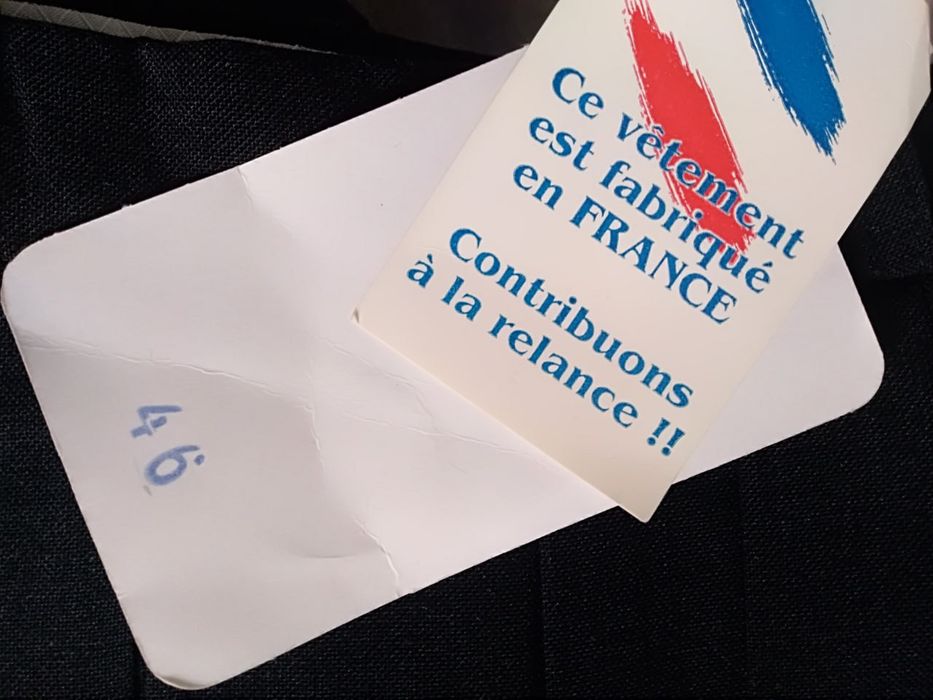 Ce vêtement
est fabriqué
en FRANCE
Contribuons
à la relance !!
46